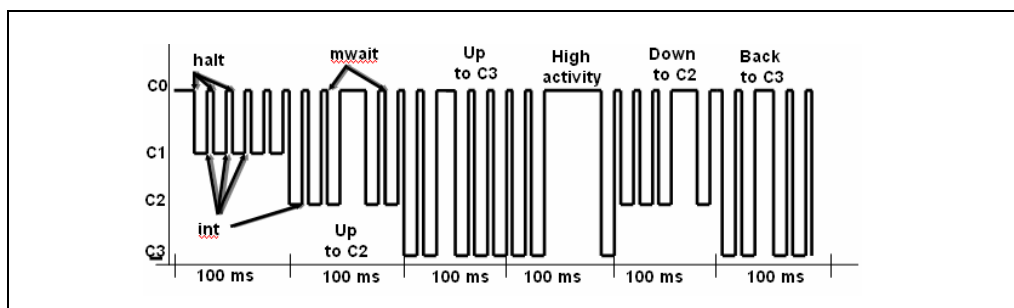 halt
mwait
Up
to C3
High
activity
Down
to C2
Back
to C3
C0
C1
C2
C3
int
Up
to C2
100 ms
100 ms
100 ms
100 ms
100 ms
100 ms